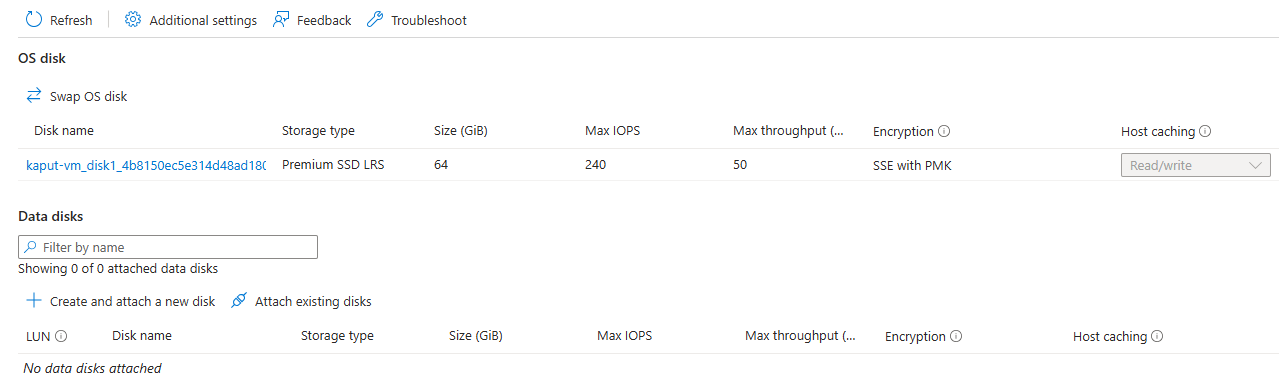 Refresh Additional settings Feedback Troubleshoot
OS disk
Swap OS disk
Disk name Storage type Size (GiB) Max IOPS Max throughput (... Encryption Host caching
kaput-vm_disk1_4b8150ec5e314d48ad180 Premium SSD LRS 64 240 50 SSE with PMK Read/write
Data disks
Filter by name
Showing 0 of 0 attached data disks
Create and attach a new disk Attach existing disks
LUN Disk name Storage type Size (GiB) Max IOPS Max throughput (... Encryption Host caching
No data disks attached